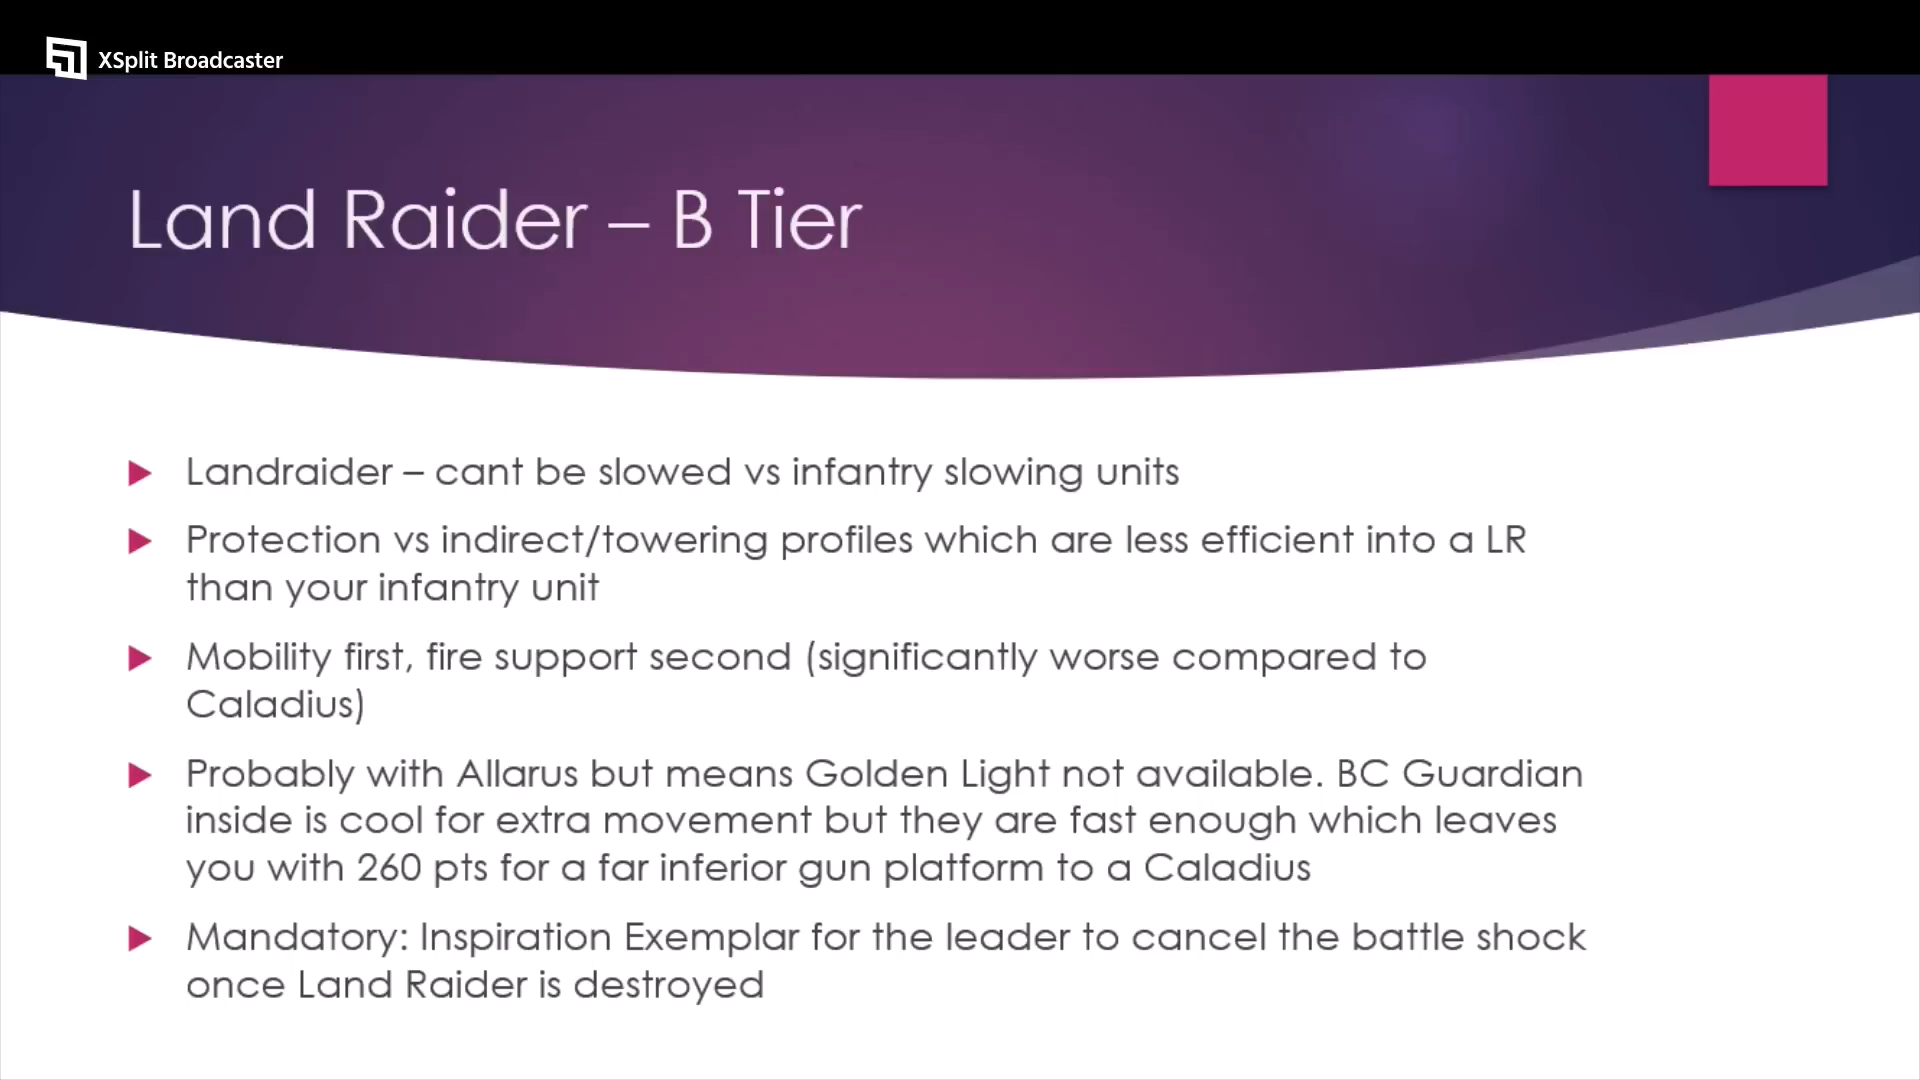 XSplit Broadcaster
Land Raider – B Tier
Landraider – cant be slowed vs infantry slowing units
Protection vs indirect/towering profiles which are less efficient into a LR
than your infantry unit
Mobility first, fire support second (significantly worse compared to
Caladius)
Probably with Allarus but means Golden Light not available. BC Guardian
inside is cool for extra movement but they are fast enough which leaves
you with 260 pts for a far inferior gun platform to a Caladius
Mandatory: Inspiration Exemplar for the leader to cancel the battle shock
once Land Raider is destroyed